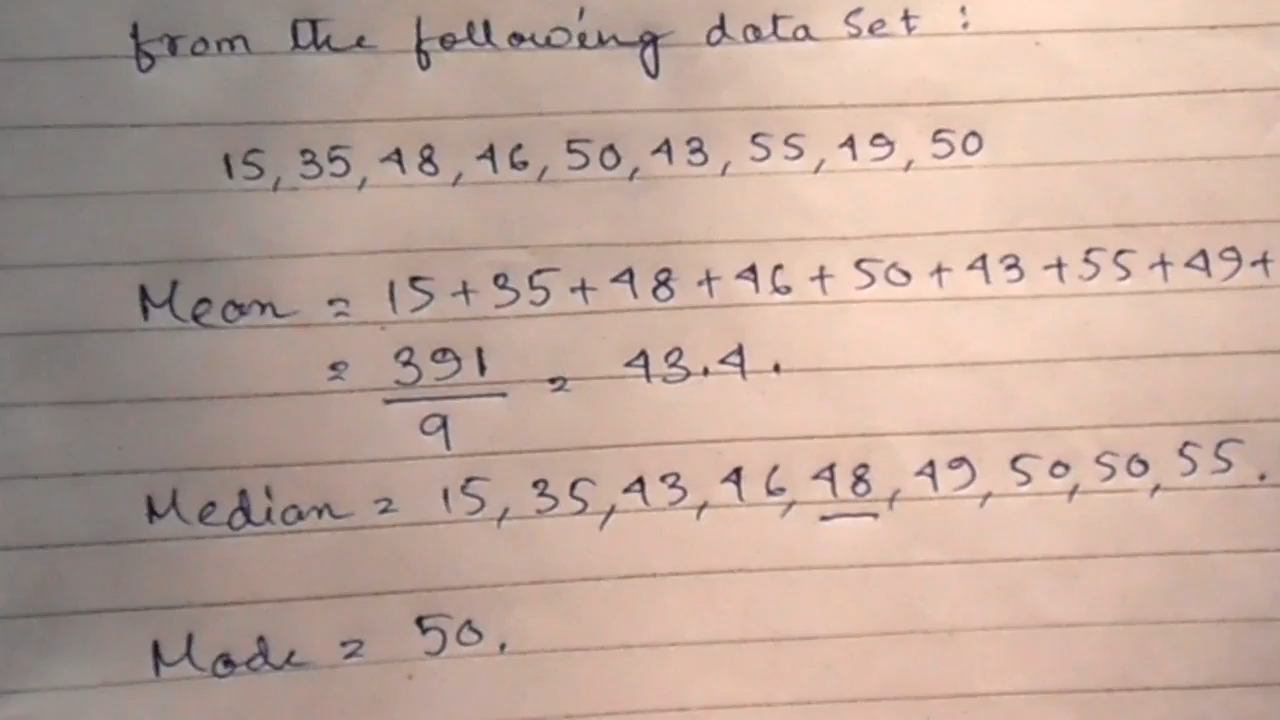 from the following data set :
15, 35, 48, 46, 50, 43, 55, 49, 50
Mean = 15 + 35 + 48 + 46 + 50 + 43 + 55 + 49 +
= 391/9 = 43.4.
Median = 15, 35, 43, 46, 48, 49, 50, 50, 55.
Mode = 50.